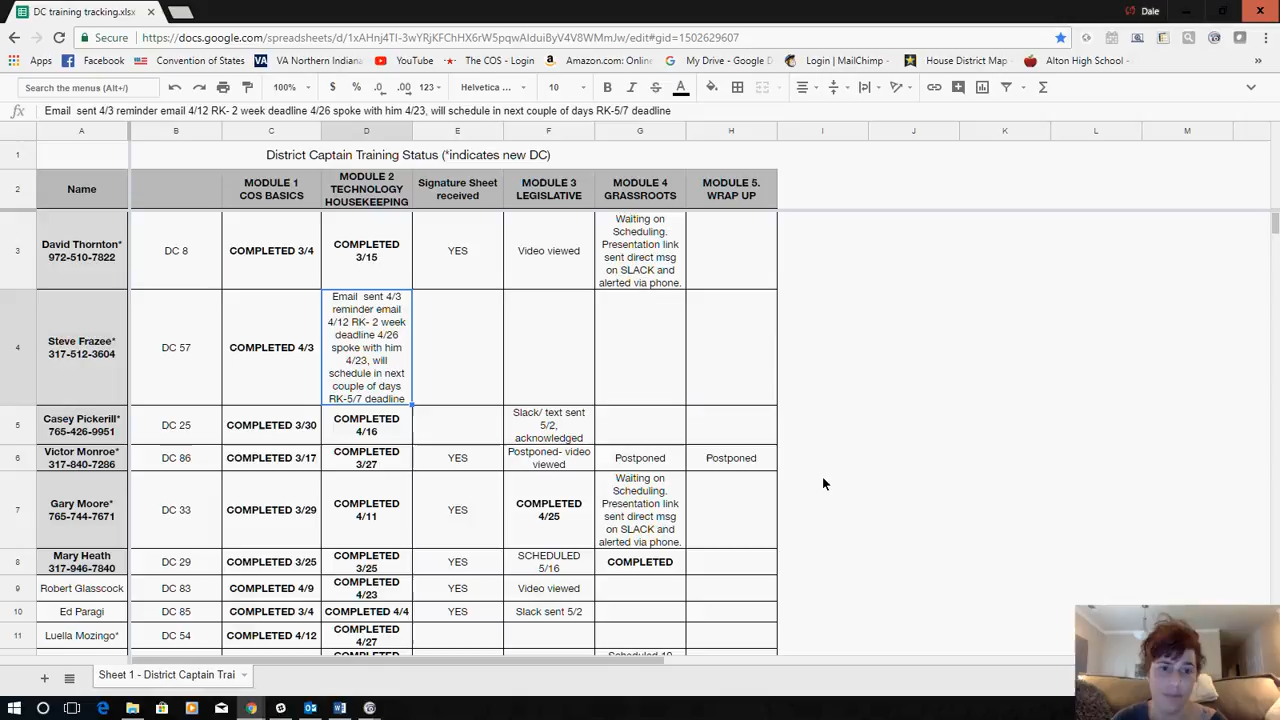 DC training tracking.xlsx
Dale
Secure
https://docs.google.com/spreadsheets/d/1xAHnj4TI-3wYRjKFChHX6rW5pqwAlduiByV4V8WMmJw/edit#gid=1502629607
Apps
Facebook
Convention of States
VA
VA Northern Indiana
YouTube
The COS - Login
Amazon.com: Onlin
My Drive - Google D
Login | MailChimp
House District Map
Alton High School
Search the menus (Alt+/)
100%
$
%
.0
.00
123
Helvetica ...
10
B
I
S
A
fx
Email sent 4/3 reminder email 4/12 RK- 2 week deadline 4/26 spoke with him 4/23, will schedule in next couple of days RK-5/7 deadline
A B C D E F G H I J K L M
1
District Captain Training Status (*indicates new DC)
2
Name
MODULE 1
COS BASICS
MODULE 2
TECHNOLOGY
HOUSEKEEPING
Signature Sheet
received
MODULE 3
LEGISLATIVE
MODULE 4
GRASSROOTS
MODULE 5.
WRAP UP
3
David Thornton*
972-510-7822
DC 8
COMPLETED 3/4
COMPLETED
3/15
YES
Video viewed
Waiting on
Scheduling.
Presentation link
sent direct msg
on SLACK and
alerted via phone.
4
Steve Frazee*
317-512-3604
DC 57
COMPLETED 4/3
Email sent 4/3
reminder email
4/12 RK- 2 week
deadline 4/26
spoke with him
4/23, will
schedule in next
couple of days
RK-5/7 deadline
5
Casey Pickerill*
765-426-9951
DC 25
COMPLETED 3/30
COMPLETED
4/16
Slack/ text sent
5/2,
acknowledged
6
Victor Monroe*
317-840-7286
DC 86
COMPLETED 3/17
COMPLETED
3/27
YES
Postponed- video
viewed
Postponed
Postponed
7
Gary Moore*
765-744-7671
DC 33
COMPLETED 3/29
COMPLETED
4/11
YES
COMPLETED
4/25
Waiting on
Scheduling.
Presentation link
sent direct msg
on SLACK and
alerted via phone.
8
Mary Heath
317-946-7840
DC 29
COMPLETED 3/25
COMPLETED
3/25
YES
SCHEDULED
5/16
COMPLETED
9
Robert Glasscock
DC 83
COMPLETED 4/9
COMPLETED
4/23
YES
Video viewed
10
Ed Paragi
DC 85
COMPLETED 3/4
COMPLETED 4/4
YES
Slack sent 5/2
11
Luella Mozingo*
DC 54
COMPLETED 4/12
COMPLETED
4/27
COMPLETED
Scheduled 10
Sheet 1 - District Captain Trai